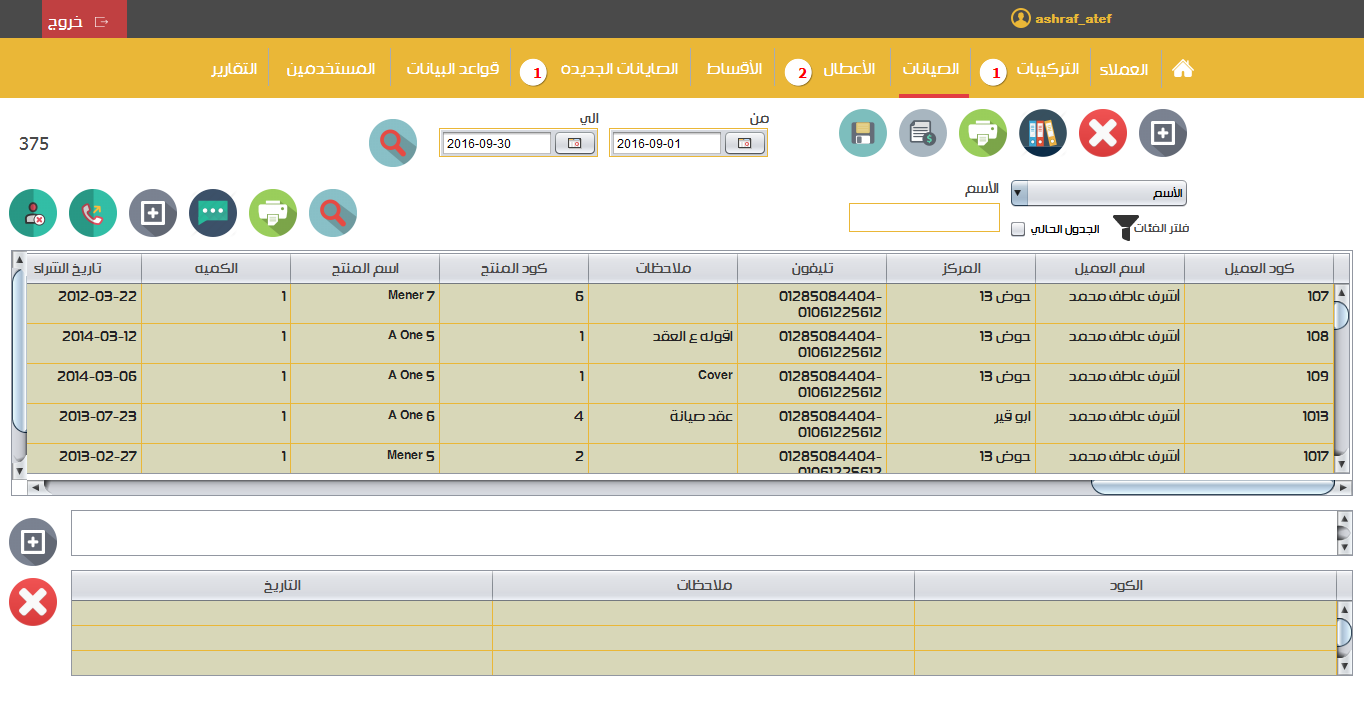 ashraf_atef
خروج
العملاء
التركيبات 1
الصيانات
الأعطال 2
الأقساط
الصايانات الجديده 1
قواعد البيانات
المستخدمين
التقارير
من
الي
2016-09-01
2016-09-30
375
الأسم
الأسم
فلتر الفئات
الجدول الحالي
كود العميل اسم العميل المركز تليفون ملاحظات كود المنتج اسم المنتج الكميه تاريخ الشراء
107 اشرف عاطف محمد حوض 13 01285084404- 6 Mener 7 1 2012-03-22
01061225612
108 اشرف عاطف محمد حوض 13 01285084404- اقوله ع العقد 1 A One 5 1 2014-03-12
01061225612
109 اشرف عاطف محمد حوض 13 01285084404- Cover 1 A One 5 1 2014-03-06
01061225612
1013 اشرف عاطف محمد ابو قير 01285084404- عقد صيانة 4 A One 6 1 2013-07-23
01061225612
1017 اشرف عاطف محمد حوض 13 01285084404- 2 Mener 5 1 2013-02-27
01061225612
الكود ملاحظات التاريخ